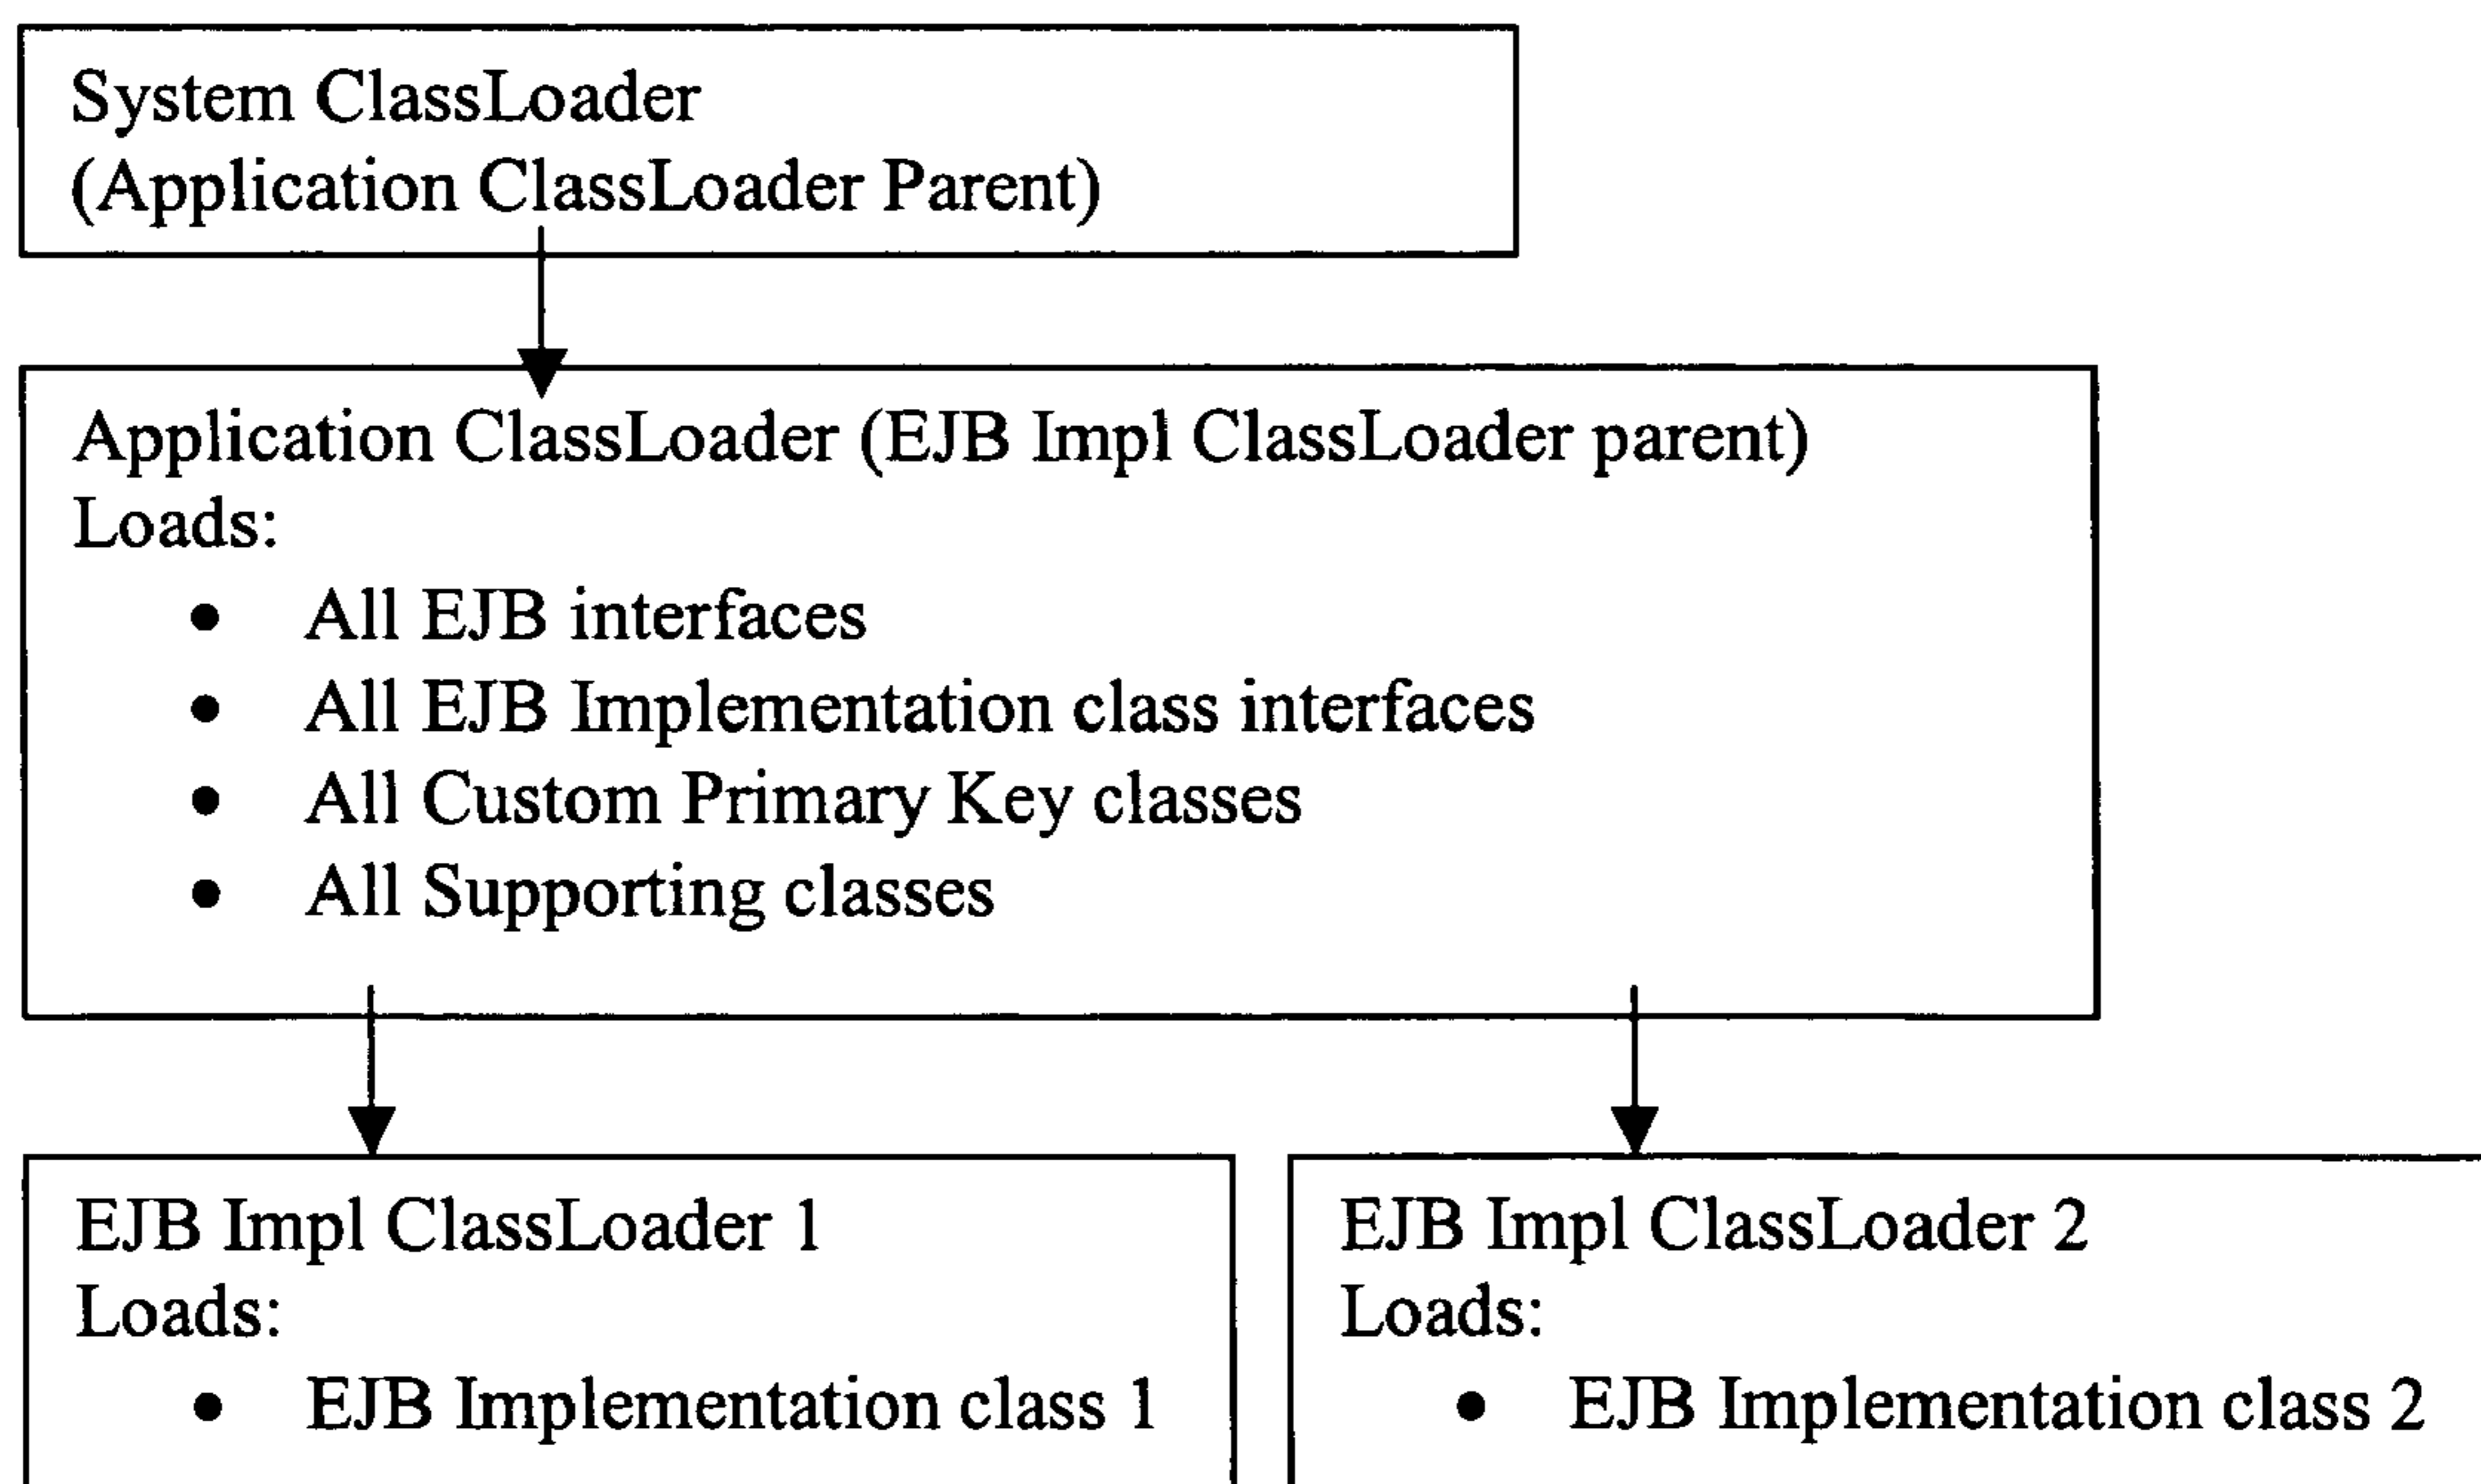 System ClassLoader
(Application ClassLoader Parent)
Application ClassLoader (EJB Impl ClassLoader parent)
Loads:
• All EJB interfaces
• All EJB Implementation class interfaces
• All Custom Primary Key classes
• All Supporting classes
EJB Impl ClassLoader 1
Loads:
• EJB Implementation class 1
EJB Impl ClassLoader 2
Loads:
• EJB Implementation class 2